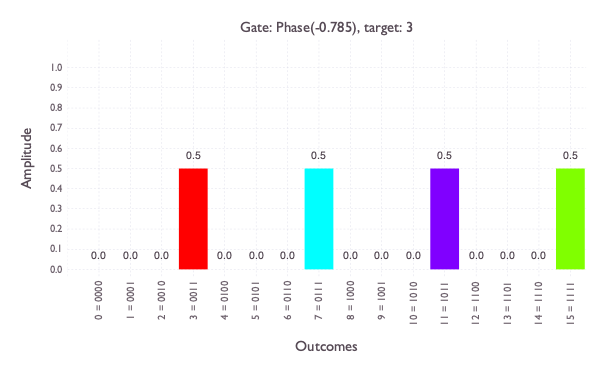 Gate: Phase(-0.785), target: 3
Amplitude
1.0
0.9
0.8
0.7
0.6
0.5
0.4
0.3
0.2
0.1
0.0
0.0 0.0 0.0 0.5 0.0 0.0 0.0 0.5 0.0 0.0 0.0 0.5 0.0 0.0 0.0 0.5
0 = 0000
1 = 0001
2 = 0010
3 = 0011
4 = 0100
5 = 0101
6 = 0110
7 = 0111
8 = 1000
9 = 1001
10 = 1010
11 = 1011
12 = 1100
13 = 1101
14 = 1110
15 = 1111
Outcomes